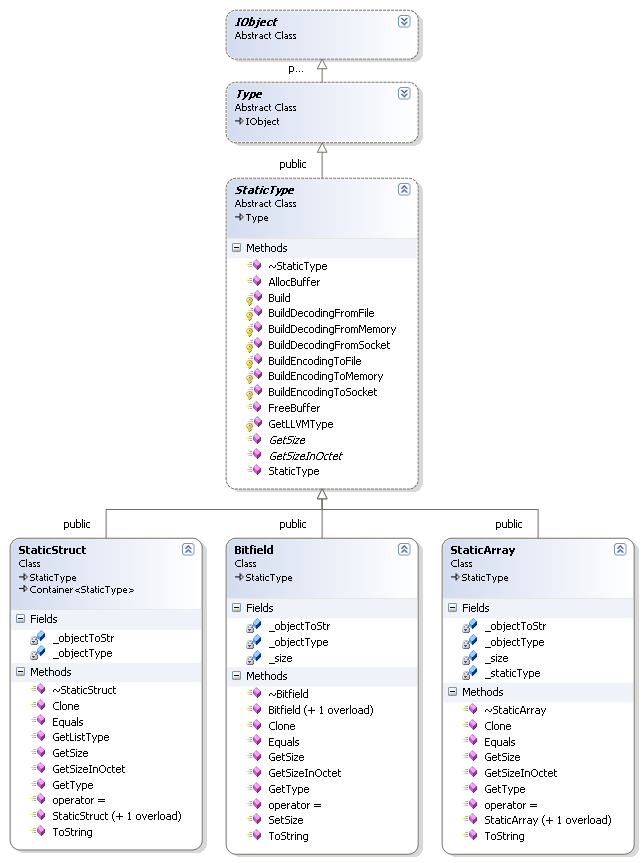 IObject
Abstract Class
p...
Type
Abstract Class
IObject
public
StaticType
Abstract Class
Type
Methods
~StaticType
AllocBuffer
Build
BuildDecodingFromFile
BuildDecodingFromMemory
BuildDecodingFromSocket
BuildEncodingToFile
BuildEncodingToMemory
BuildEncodingToSocket
FreeBuffer
GetLLVMType
GetSize
GetSizeInOctet
StaticType
public
public
public
StaticStruct
Class
StaticType
Container<StaticType>
Fields
_objectToStr
_objectType
Methods
~StaticStruct
Clone
Equals
GetListType
GetSize
GetSizeInOctet
GetType
operator =
StaticStruct (+ 1 overload)
ToString
Bitfield
Class
StaticType
Fields
_objectToStr
_objectType
_size
Methods
~Bitfield
Bitfield (+ 1 overload)
Clone
Equals
GetSize
GetSizeInOctet
GetType
operator =
SetSize
ToString
StaticArray
Class
StaticType
Fields
_objectToStr
_objectType
_size
_staticType
Methods
~StaticArray
Clone
Equals
GetSize
GetSizeInOctet
GetType
operator =
StaticArray (+ 1 overload)
ToString